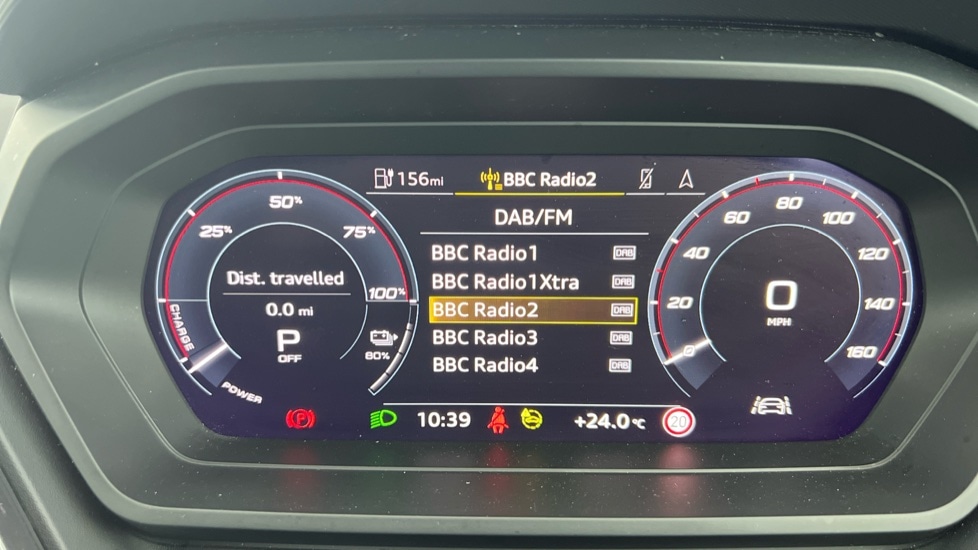 156mi
BBC Radio2
DAB/FM
BBC Radio1 DAB
BBC Radio1Xtra DAB
BBC Radio2 DAB
BBC Radio3 DAB
BBC Radio4 DAB
25%
50%
75%
100%
CHARGE
POWER
Dist. travelled
0.0 mi
P
OFF
80%
0
20
40
60
80
100
120
140
160
0
MPH
P
10:39
+24.0°C
20